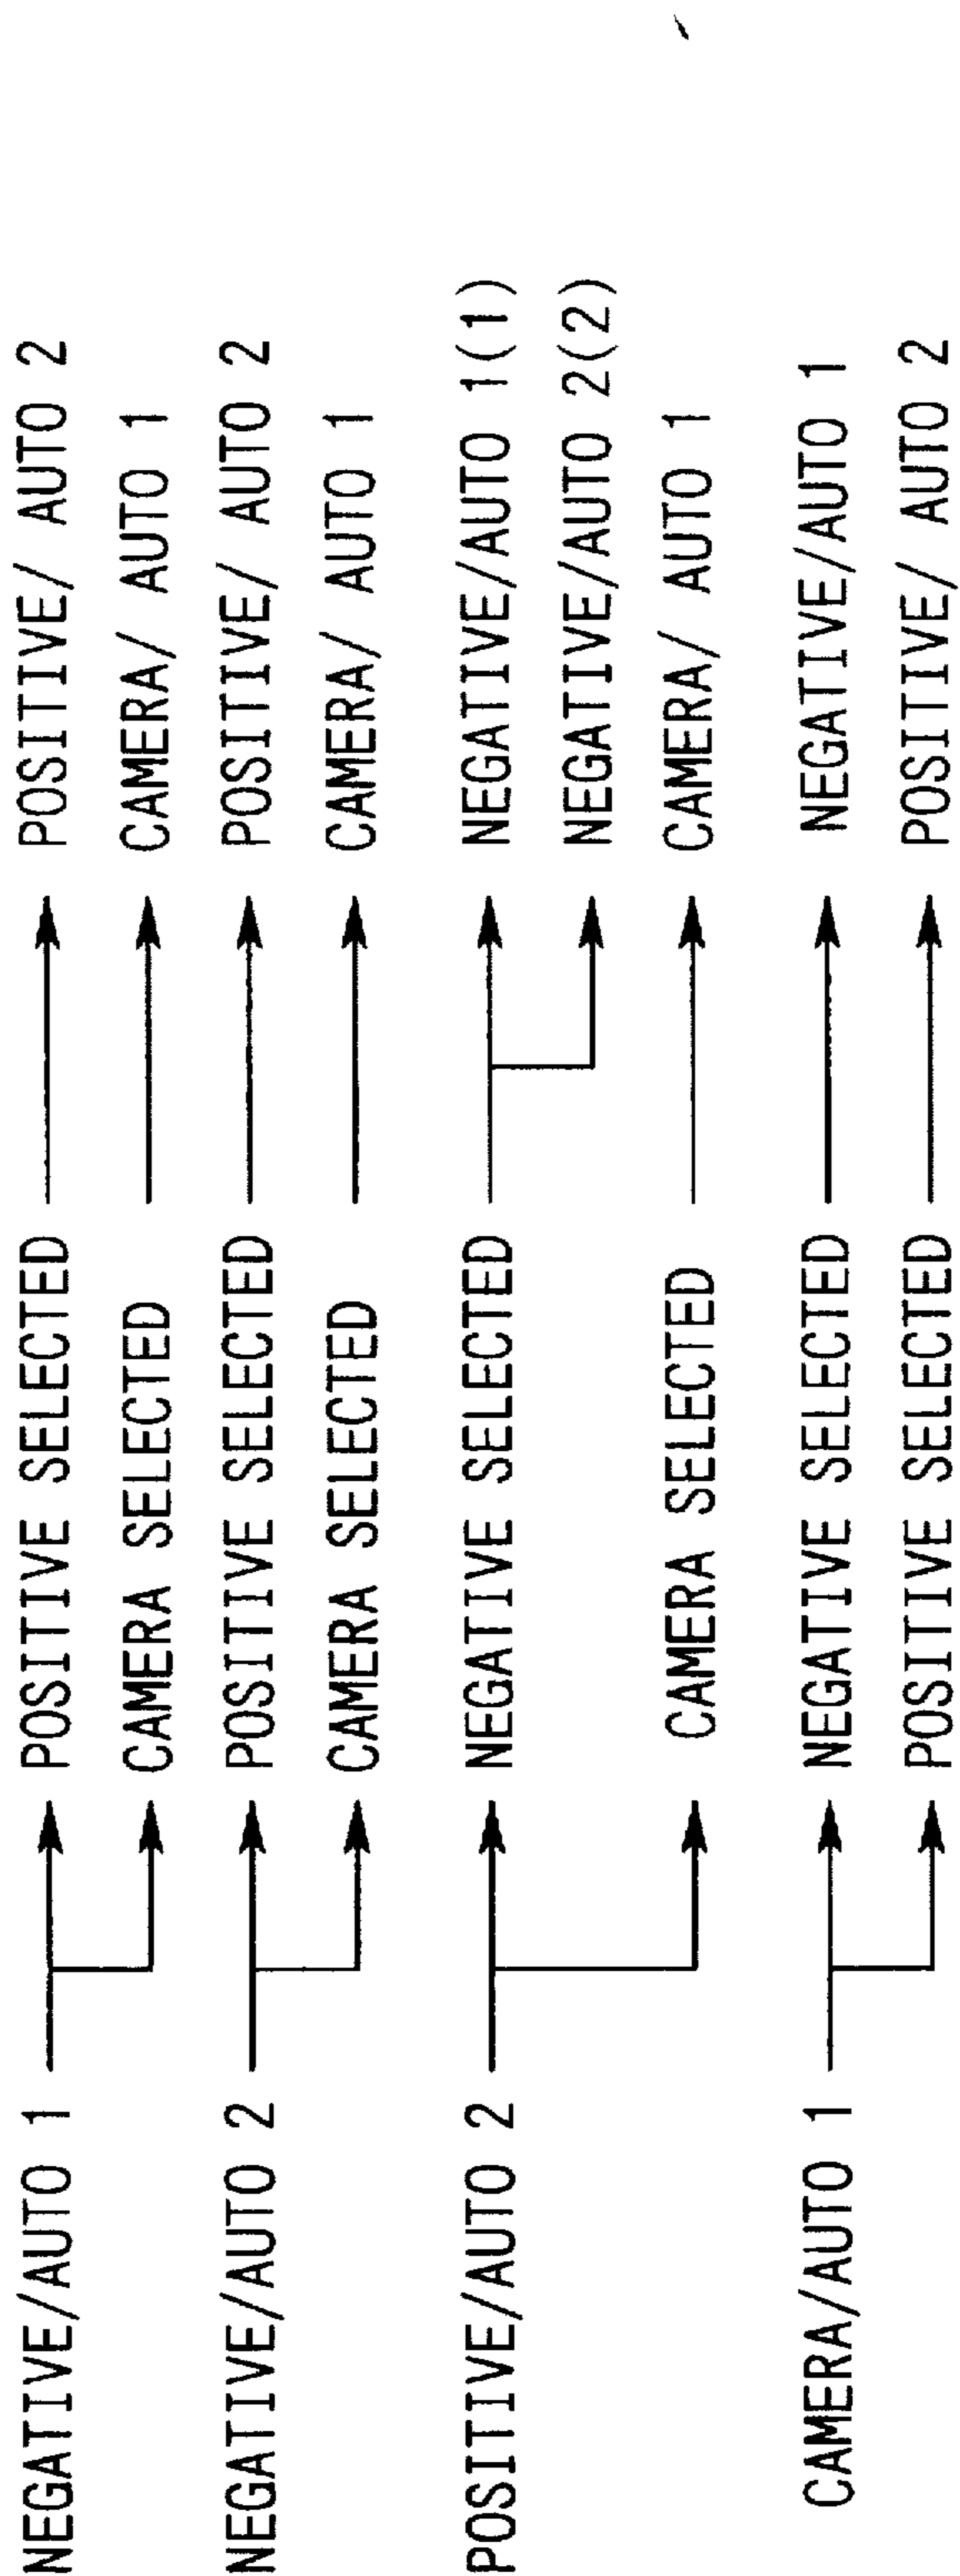 NEGATIVE/AUTO 1
POSITIVE SELECTED
POSITIVE/ AUTO 2
CAMERA SELECTED
CAMERA/ AUTO 1
NEGATIVE/AUTO 2
POSITIVE SELECTED
POSITIVE/ AUTO 2
CAMERA SELECTED
CAMERA/ AUTO 1
POSITIVE/AUTO 2
NEGATIVE SELECTED
NEGATIVE/AUTO 1(1)
NEGATIVE/AUTO 2(2)
CAMERA SELECTED
CAMERA/ AUTO 1
CAMERA/AUTO 1
NEGATIVE SELECTED
NEGATIVE/AUTO 1
POSITIVE SELECTED
POSITIVE/ AUTO 2